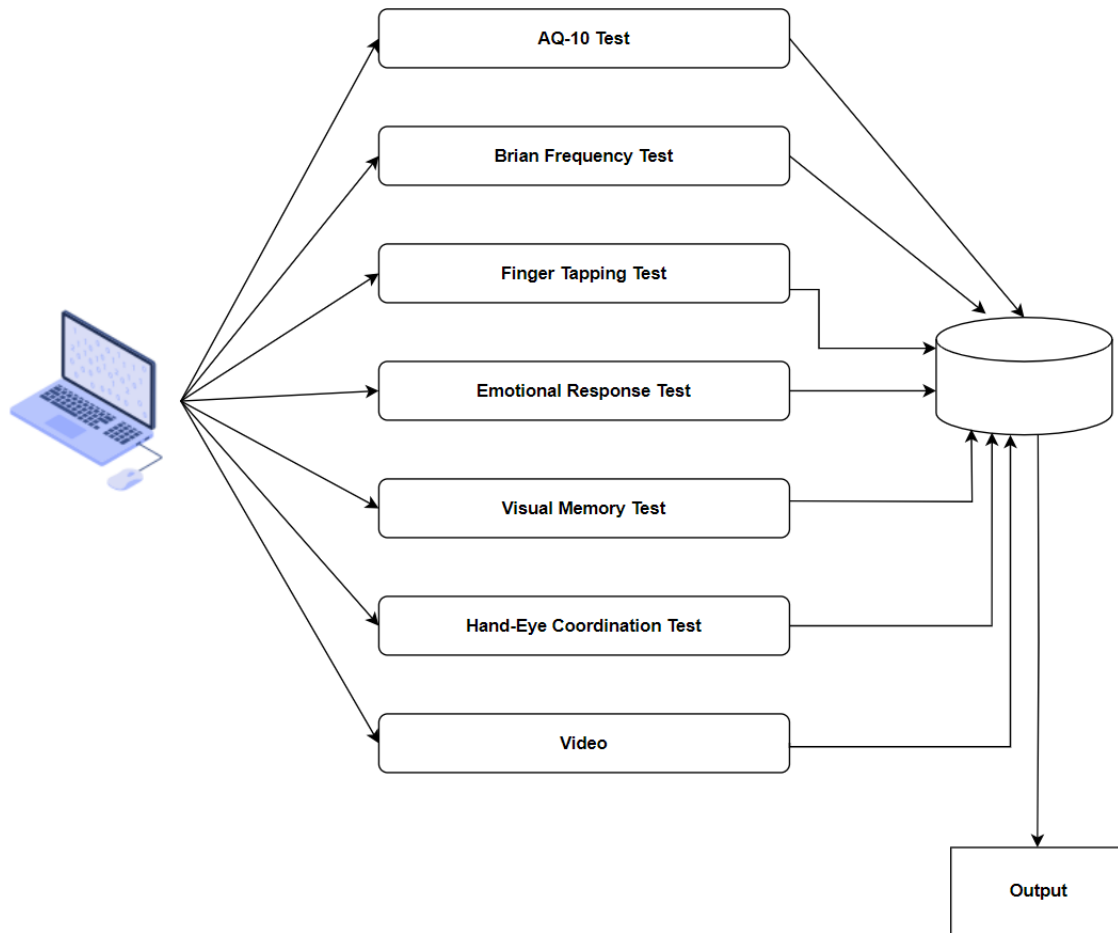 AQ-10 Test
Brian Frequency Test
Finger Tapping Test
Emotional Response Test
Visual Memory Test
Hand-Eye Coordination Test
Video
Output